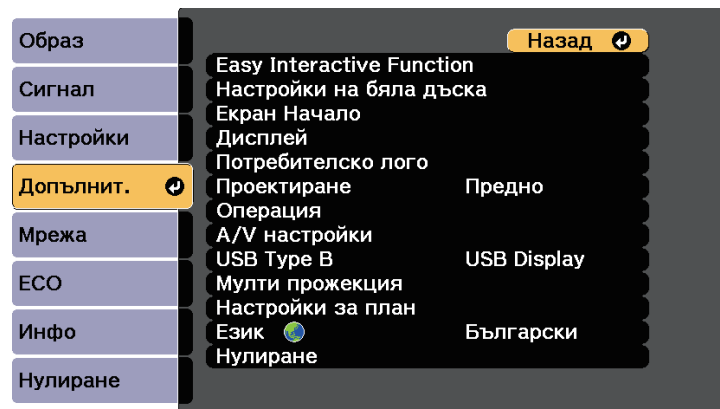 Образ
Сигнал
Настройки
Допълнит.
Мрежа
ECO
Инфо
Нулиране
Назад
Easy Interactive Function
Настройки на бяла дъска
Екран Начало
Дисплей
Потребителско лого
Проектиране Предно
Операция
A/V настройки
USB Type B USB Display
Мулти прожекция
Настройки за план
Език Български
Нулиране